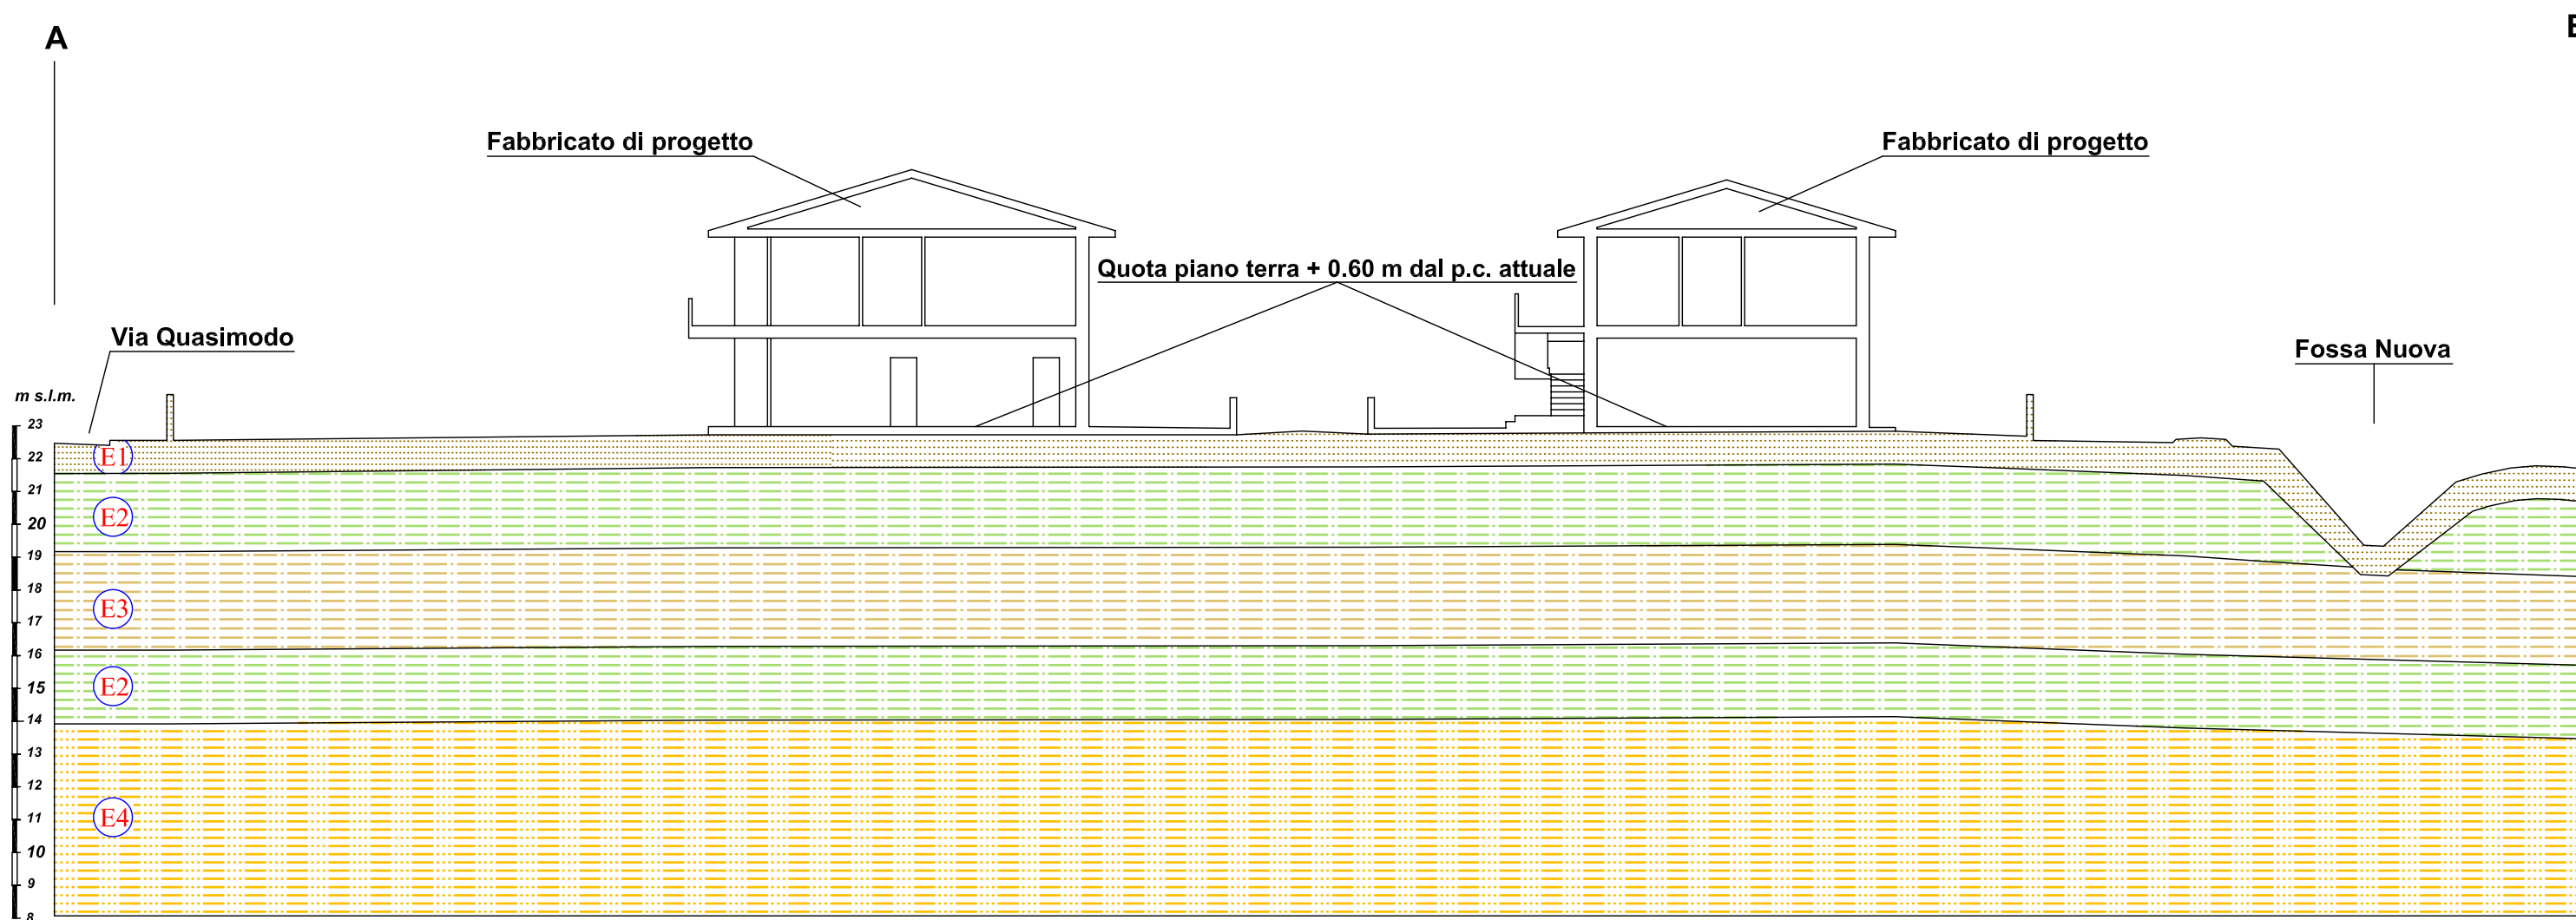 A
Fabbricato di progetto
Fabbricato di progetto
Quota piano terra + 0.60 m dal p.c. attuale
Via Quasimodo
Fossa Nuova
m s.l.m.
23
22
21
20
19
18
17
16
15
14
13
12
11
10
9
8
E1
E2
E3
E2
E4